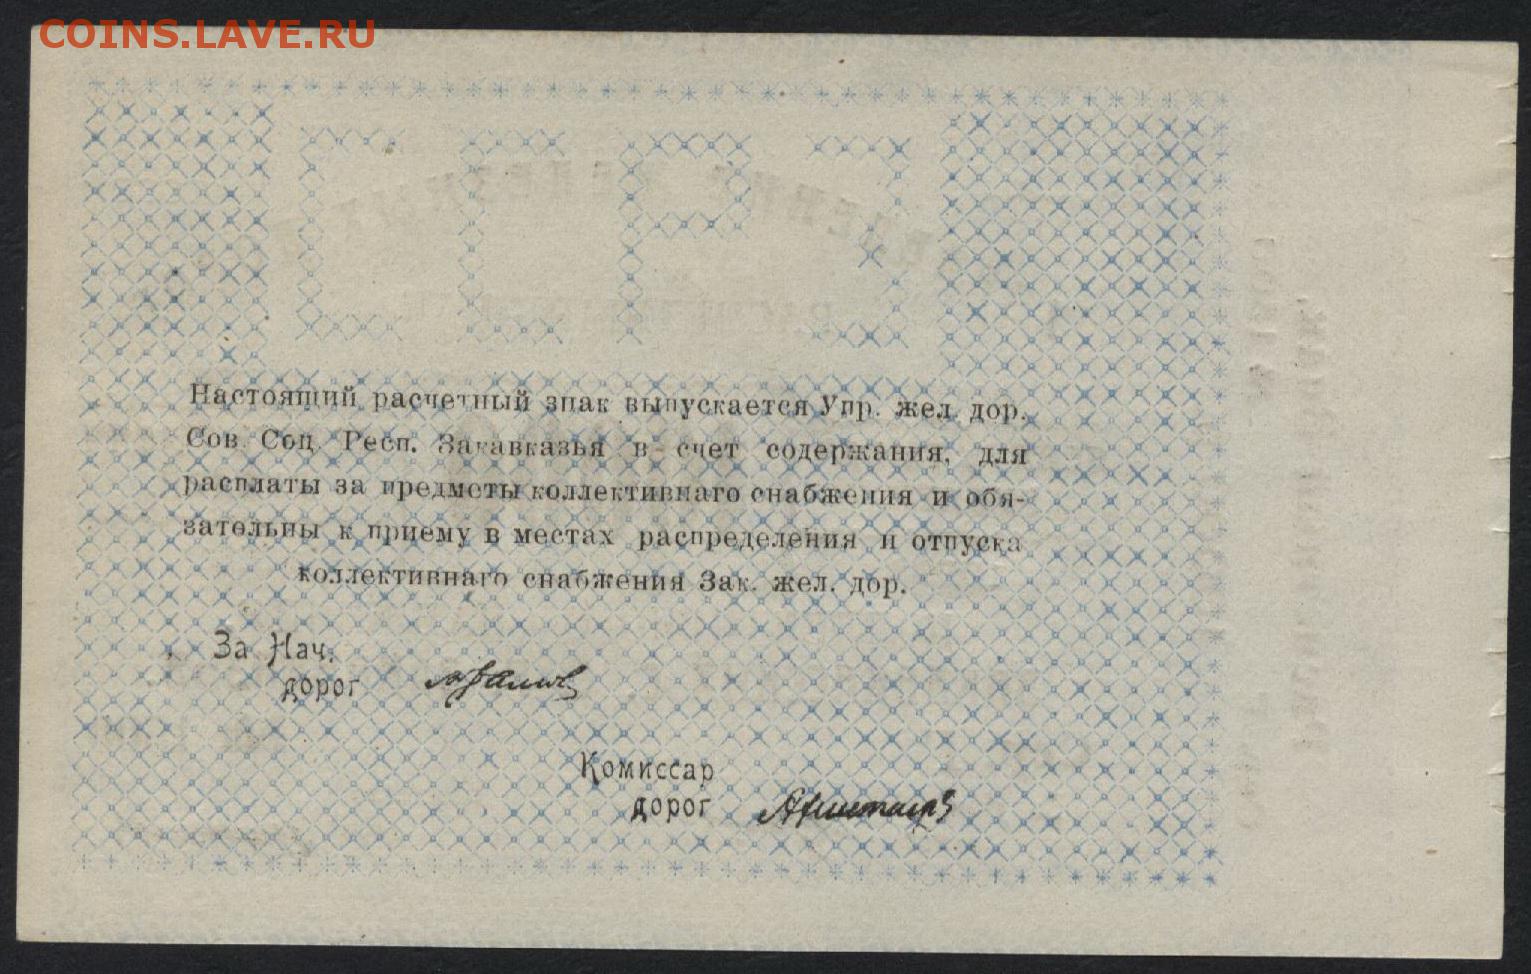 COINS.LAVE.RU
ССРЗ
Настоящий расчетный знак выпускается Упр. жел. дор.
Сов. Соц. Респ. Закавказья в счет содержания, для
расплаты за предметы коллективнаго снабжения и обя-
зательны к приему в местах распределения и отпуска
коллективнаго снабжения Зак. жел. дор.
За Нач.
дорог
Комиссар
дорог